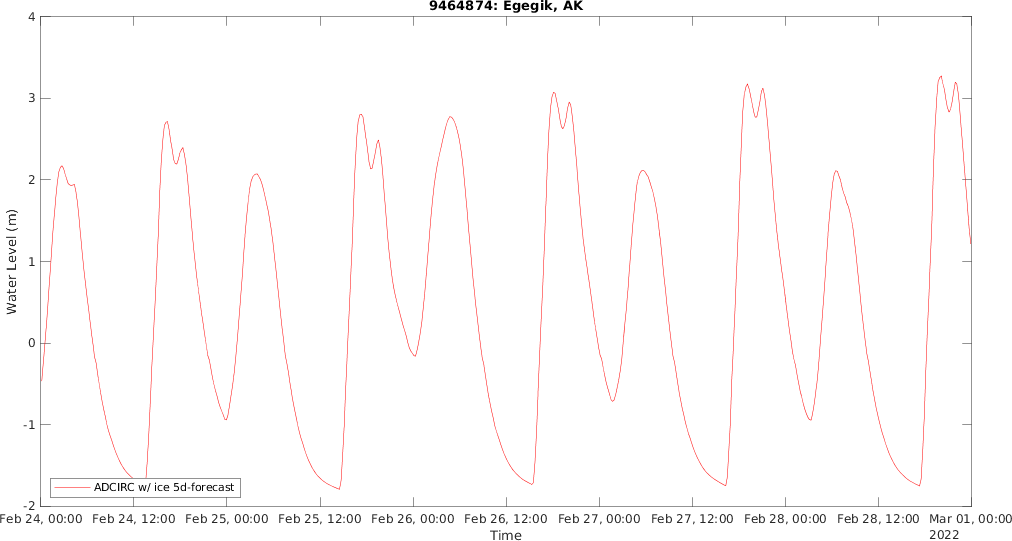 9464874: Egegik, AK
4
3
2
1
0
-1
-2
Water Level (m)
ADCIRC w/ ice 5d-forecast
Feb 24, 00:00 Feb 24, 12:00 Feb 25, 00:00 Feb 25, 12:00 Feb 26, 00:00 Feb 26, 12:00 Feb 27, 00:00 Feb 27, 12:00 Feb 28, 00:00 Feb 28, 12:00 Mar 01, 00:00
2022
Time